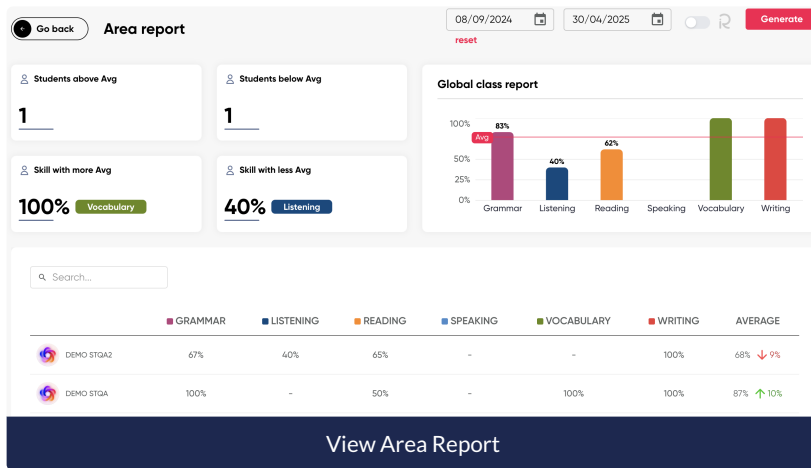 Go back
Area report
08/09/2024
30/04/2025
Generate
reset
Students above Avg
1
Students below Avg
1
Skill with more Avg
100% Vocabulary
Skill with less Avg
40% Listening
Global class report
100%
Avg
50%
25%
0%
83%
40%
62%
Grammar Listening Reading Speaking Vocabulary Writing
Search...
GRAMMAR LISTENING READING SPEAKING VOCABULARY WRITING AVERAGE
DEMO STQA2 67% 40% 65% - - 100% 68% ↓ 9%
DEMO STQA 100% - 50% - 100% 100% 87% ↑ 10%
View Area Report